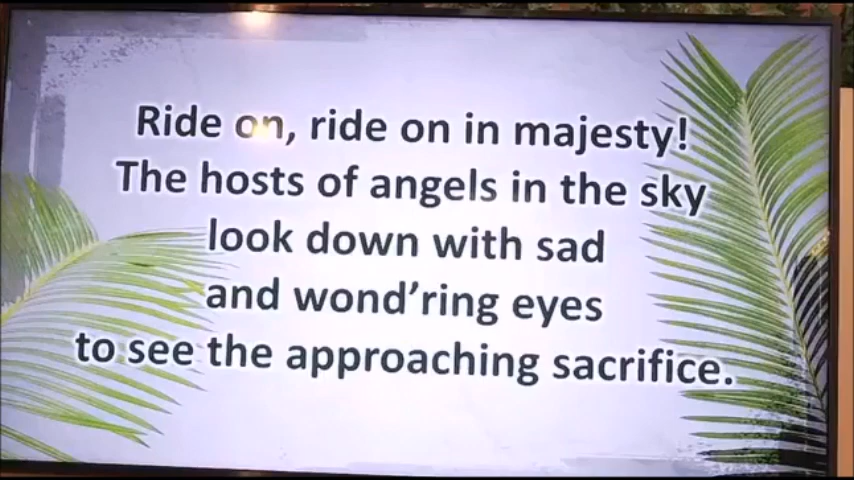 Ride on, ride on in majesty!
The hosts of angels in the sky
look down with sad
and wond’ring eyes
to see the approaching sacrifice.